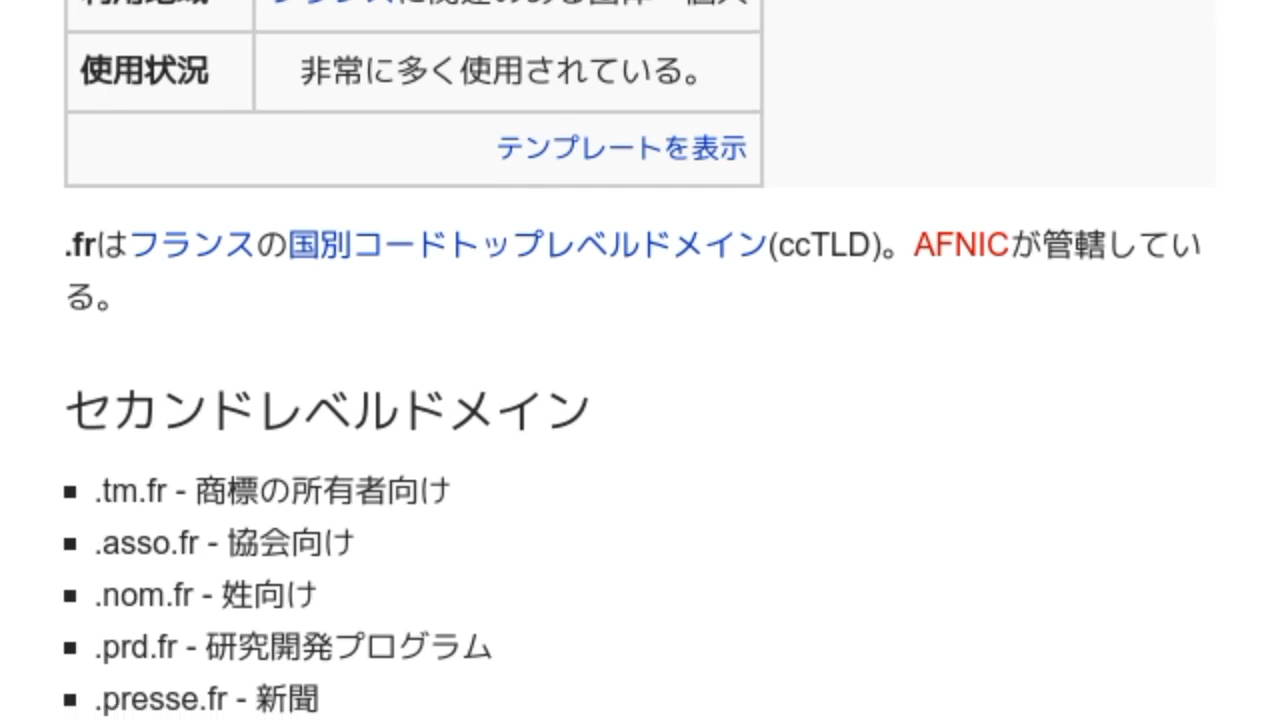 使用状況 非常に多く使用されている。
テンプレートを表示
.frはフランスの国別コードトップレベルドメイン(ccTLD)。AFNICが管轄してい
る。
セカンドレベルドメイン
▪ .tm.fr - 商標の所有者向け
▪ .asso.fr - 協会向け
▪ .nom.fr - 姓向け
▪ .prd.fr - 研究開発プログラム
▪ .presse.fr - 新聞